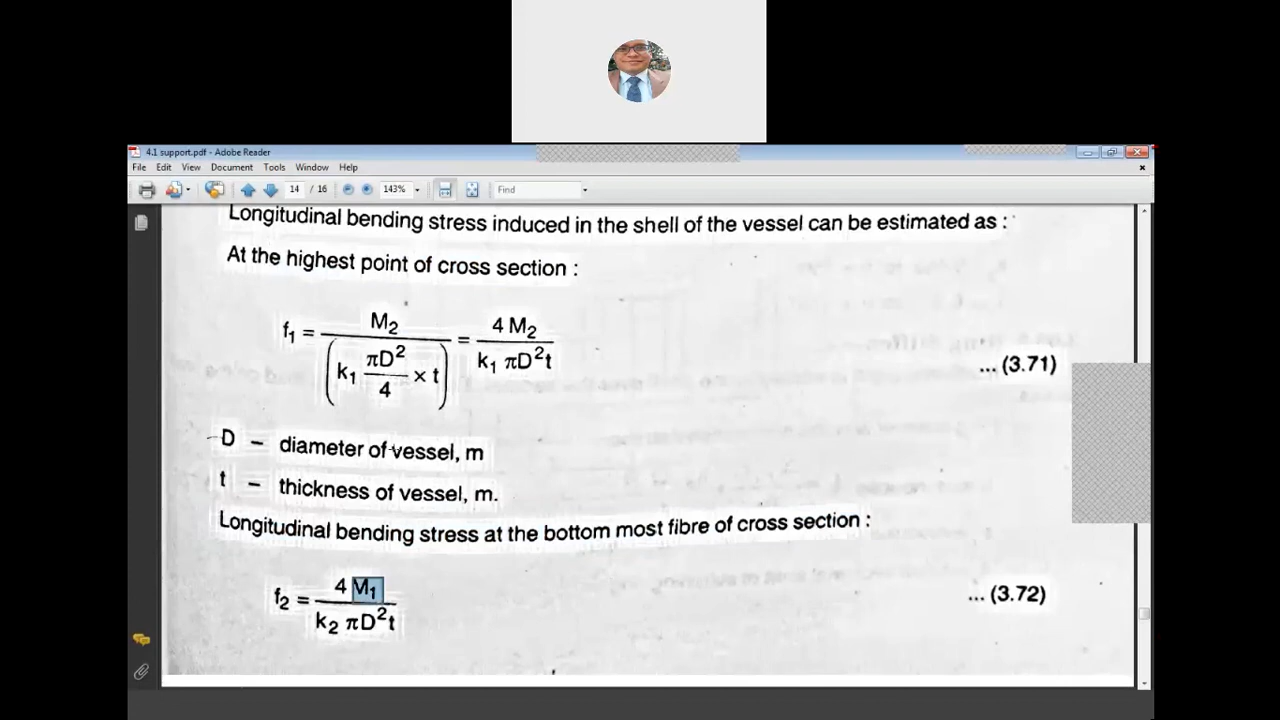 4.1 support.pdf - Adobe Reader
File Edit View Document Tools Window Help
14 / 16 143% Find
Longitudinal bending stress induced in the shell of the vessel can be estimated as :
At the highest point of cross section :
f₁ = M₂ / (k₁ πD²/4 × t) = 4 M₂ / k₁ πD²t ... (3.71)
D – diameter of vessel, m
t – thickness of vessel, m.
Longitudinal bending stress at the bottom most fibre of cross section :
f₂ = 4 M₁ / k₂ πD²t ... (3.72)